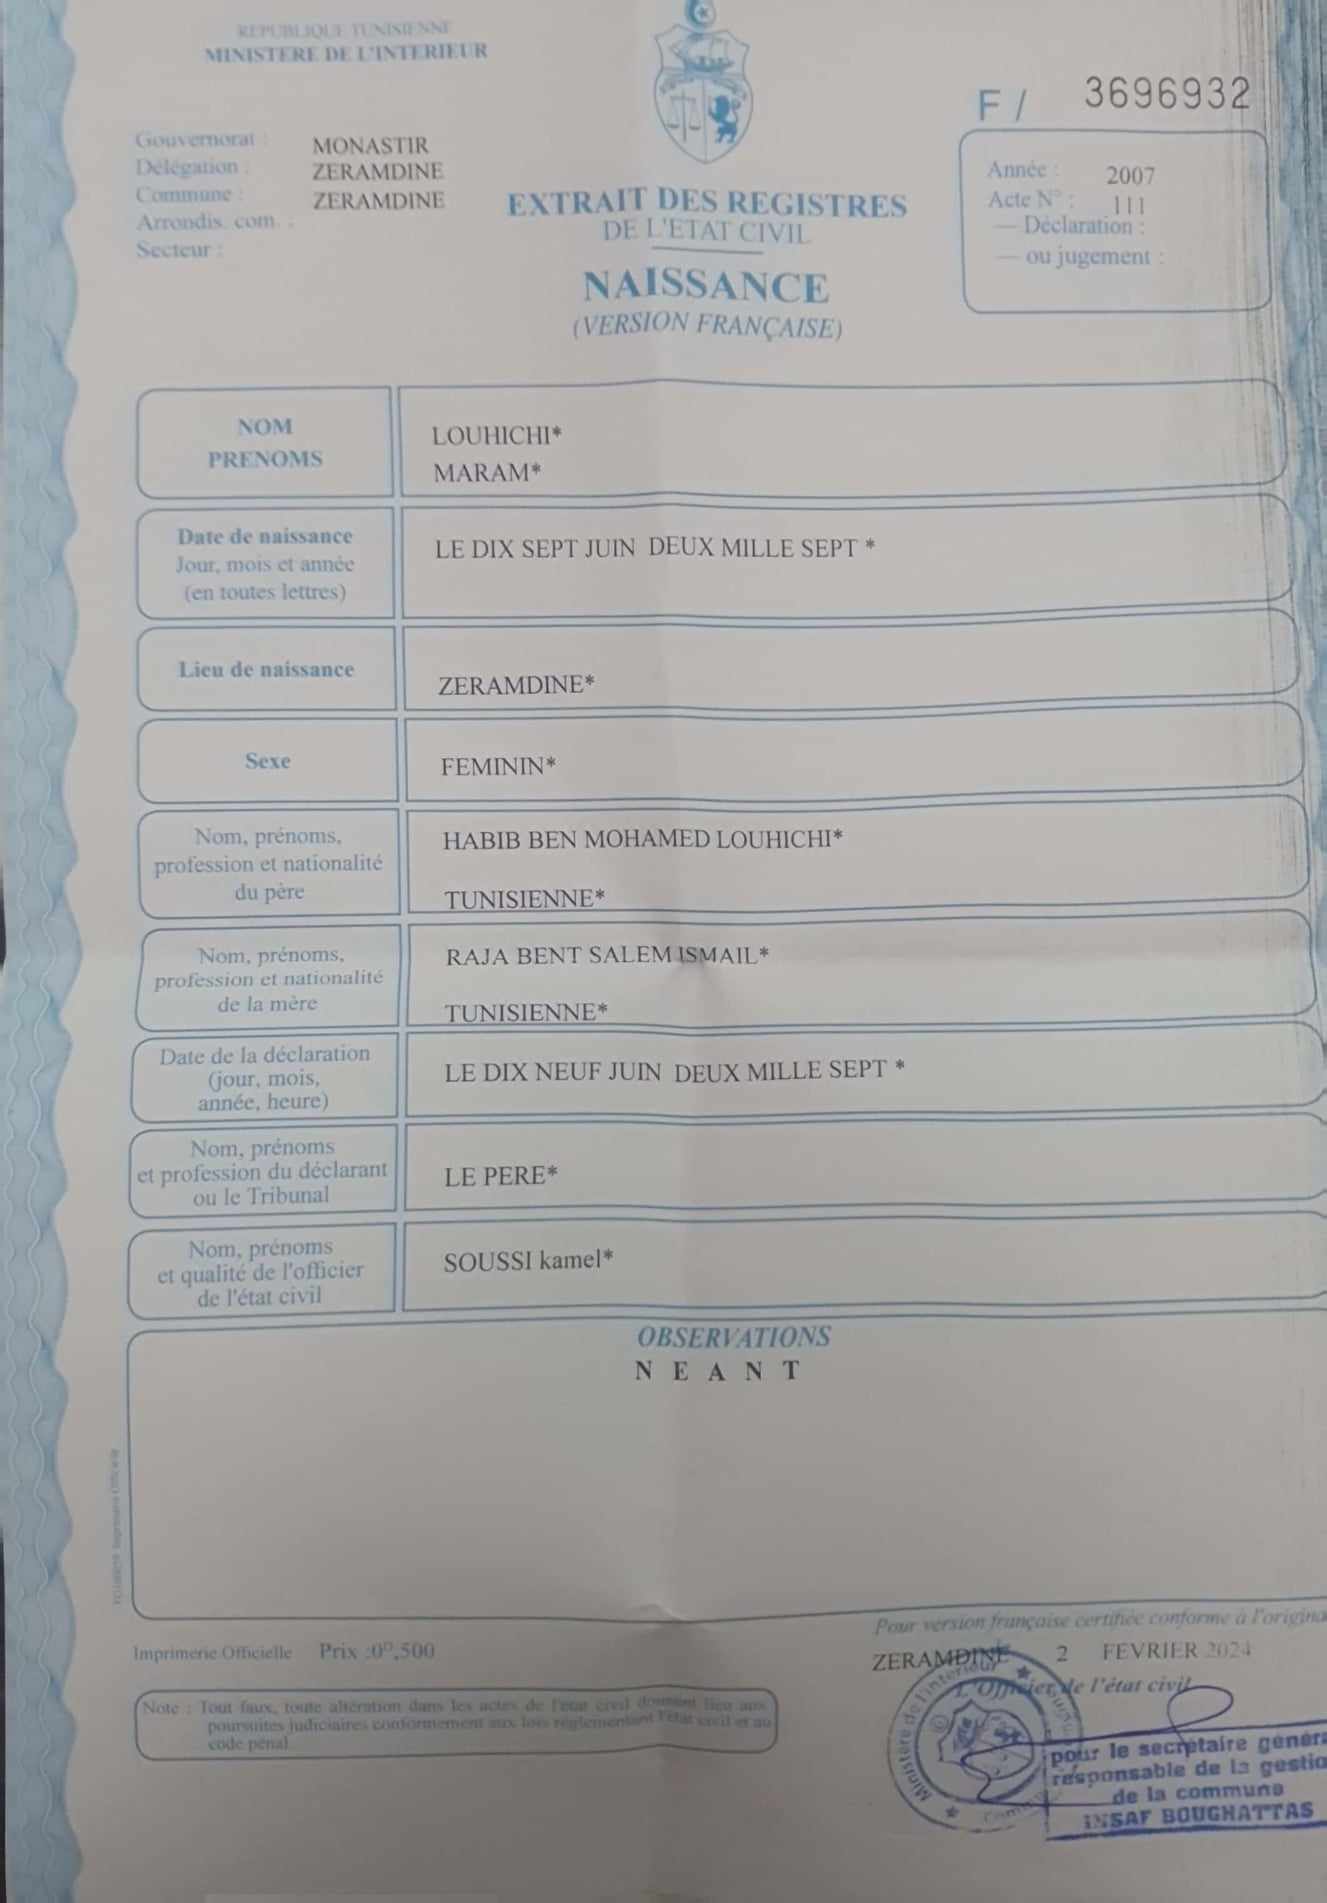 REPUBLIQUE TUNISIENNE
MINISTERE DE L'INTERIEUR
F / 3696932
Gouvernorat : MONASTIR
Délégation : ZERAMDINE
Commune : ZERAMDINE
Arrondis. com. :
Secteur :
EXTRAIT DES REGISTRES
DE L'ETAT CIVIL
NAISSANCE
(VERSION FRANÇAISE)
Année : 2007
Acte N° : 111
— Déclaration :
— ou jugement :
NOM
PRENOMS
LOUHICHI*
MARAM*
Date de naissance
Jour, mois et année
(en toutes lettres)
LE DIX SEPT JUIN DEUX MILLE SEPT *
Lieu de naissance
ZERAMDINE*
Sexe
FEMININ*
Nom, prénoms,
profession et nationalité
du père
HABIB BEN MOHAMED LOUHICHI*
TUNISIENNE*
Nom, prénoms,
profession et nationalité
de la mère
RAJA BENT SALEM ISMAIL*
TUNISIENNE*
Date de la déclaration
(jour, mois,
année, heure)
LE DIX NEUF JUIN DEUX MILLE SEPT *
Nom, prénoms
et profession du déclarant
ou le Tribunal
LE PERE*
Nom, prénoms
et qualité de l'officier
de l'état civil
SOUSSI kamel*
OBSERVATIONS
N E A N T
Imprimerie Officielle Prix :0ᴰ,500
Note : Tout faux, toute altération dans les actes de l'état civil donnent lieu aux
poursuites judiciaires conformement aux lois réglementant l'état civil et au
code pénal
Pour version française certifiée conforme à l'origina
ZERAMDINE 2 FEVRIER 2024
L'Officier de l'état civil
Ministère de l'interieur
pour le secrétaire généra
responsable de la gestio
de la commune
INSAF BOUGHATTAS